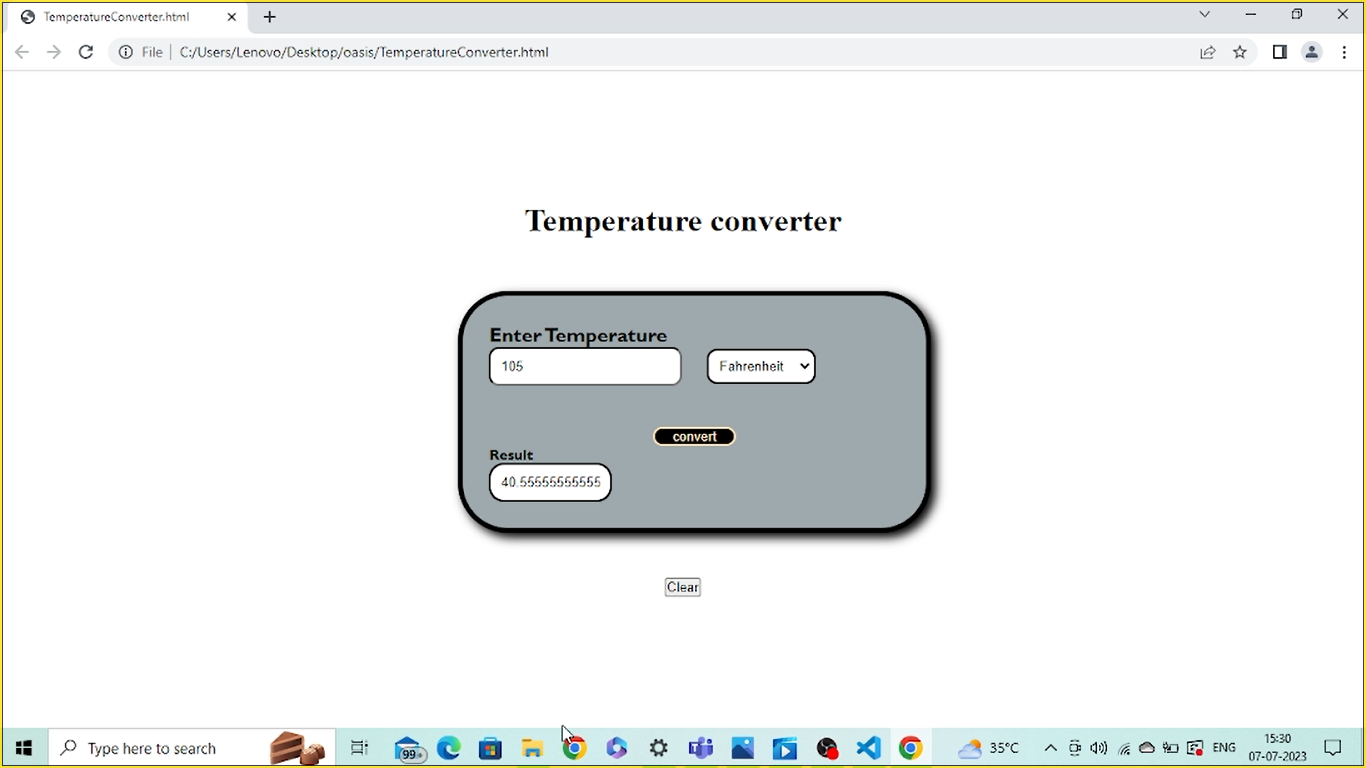 TemperatureConverter.html
File C:/Users/Lenovo/Desktop/oasis/TemperatureConverter.html
Temperature converter
Enter Temperature
105 Fahrenheit
convert
Result
40.55555555555
Clear
Type here to search
99+
35°C
ENG
15:30
07-07-2023